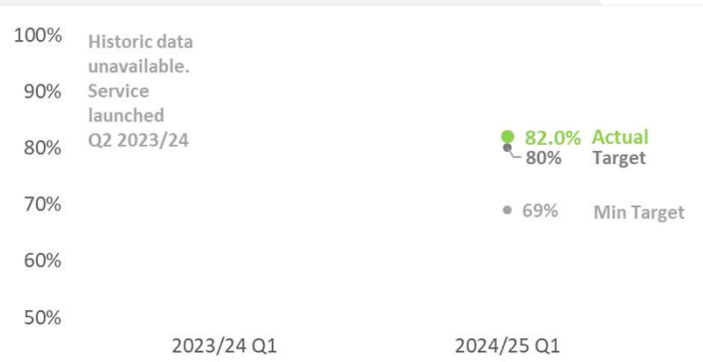 100%
Historic data
unavailable.
90%
Service
launched
Q2 2023/24
80%
82.0% Actual
80% Target
70%
69% Min Target
60%
50%
2023/24 Q1 2024/25 Q1